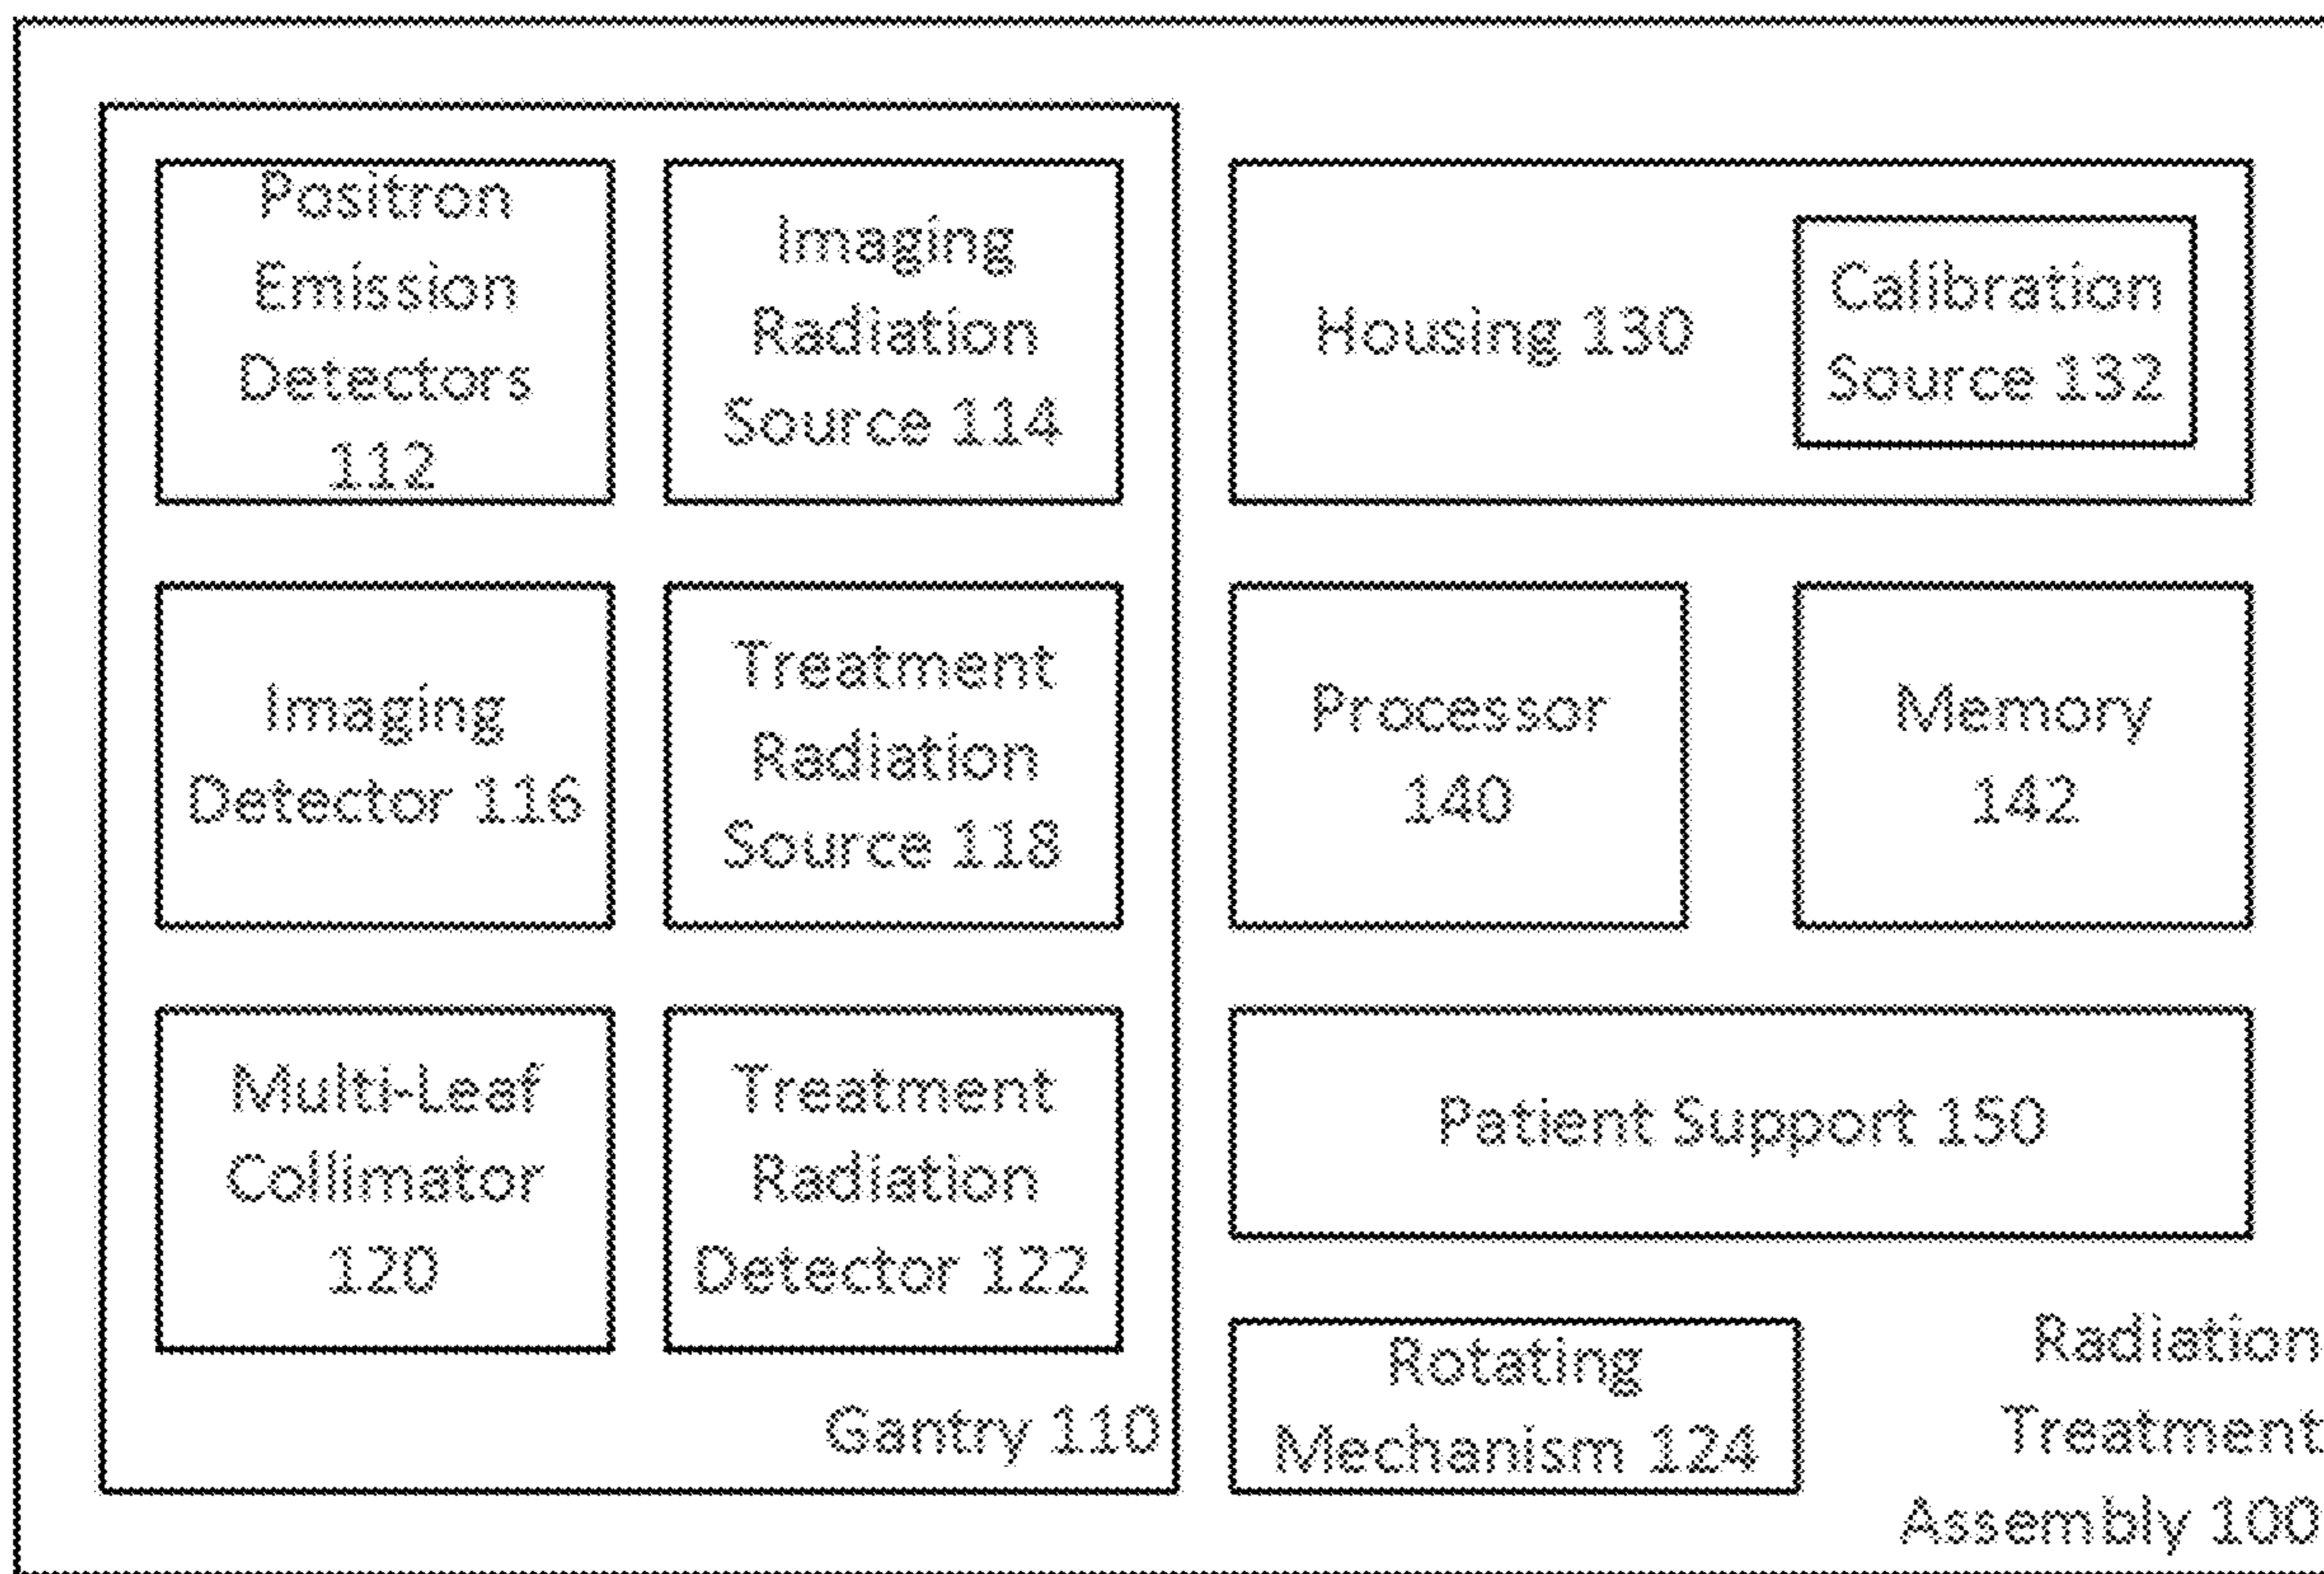 Positron
Emission
Detectors
112
Imaging
Radiation
Source 114
Housing 130
Calibration
Source 132
Imaging
Detector 116
Treatment
Radiation
Source 118
Processor
140
Memory
142
Multi-Leaf
Collimator
120
Treatment
Radiation
Detector 122
Patient Support 150
Gantry 110
Rotating
Mechanism 124
Radiation
Treatment
Assembly 100